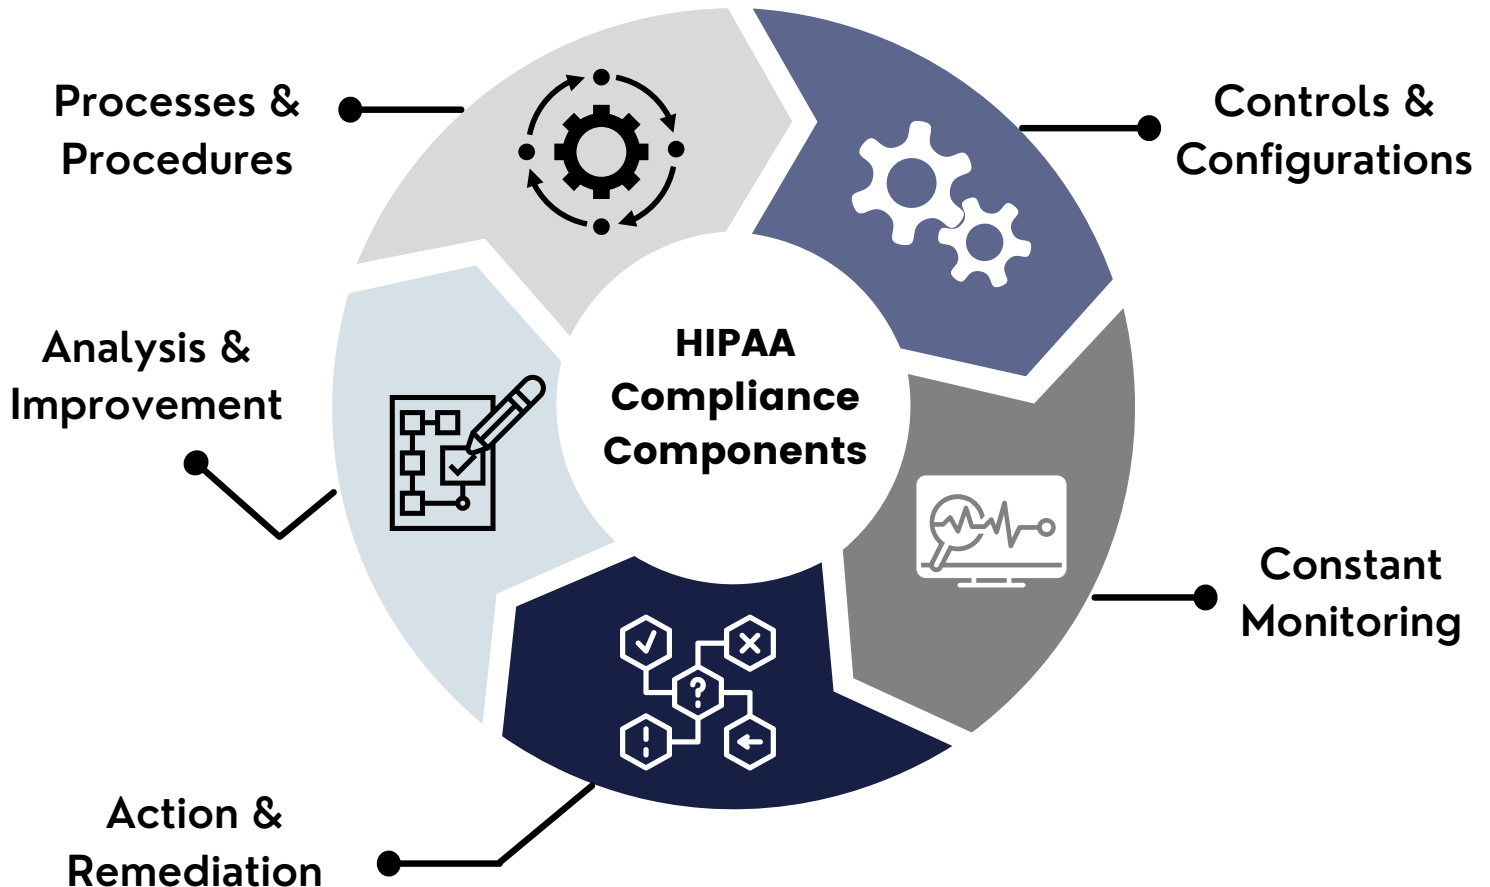 Processes &
Procedures
Controls &
Configurations
Analysis &
Improvement
HIPAA
Compliance
Components
Constant
Monitoring
Action &
Remediation